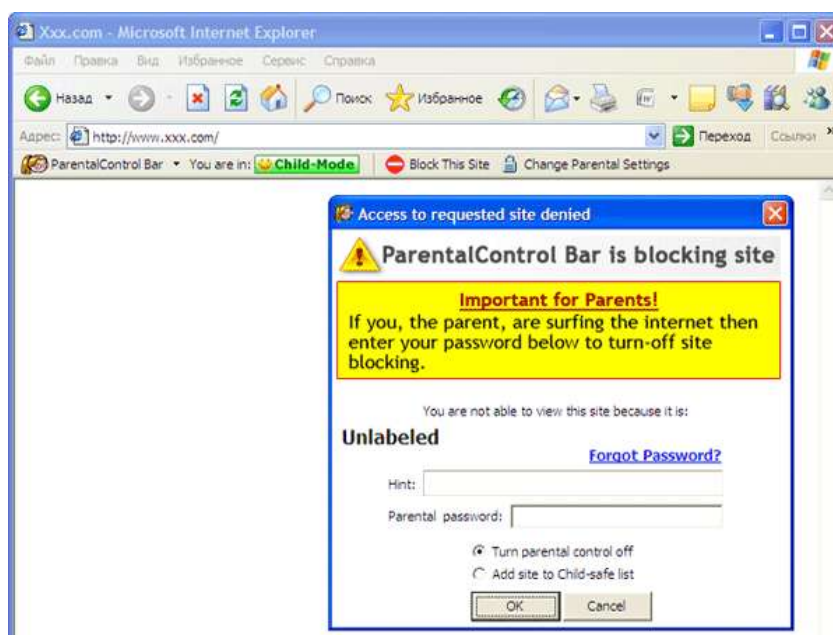 Xxx.com - Microsoft Internet Explorer
Файл Правка Вид Избранное Сервис Справка
Назад Поиск Избранное
Адрес: http://www.xxx.com/ Переход Ссылки »
ParentalControl Bar You are in: Child-Mode Block This Site Change Parental Settings
Access to requested site denied
ParentalControl Bar is blocking site
Important for Parents!
If you, the parent, are surfing the internet then
enter your password below to turn-off site
blocking.
You are not able to view this site because it is:
Unlabeled
Forgot Password?
Hint:
Parental password:
Turn parental control off
Add site to Child-safe list
OK Cancel